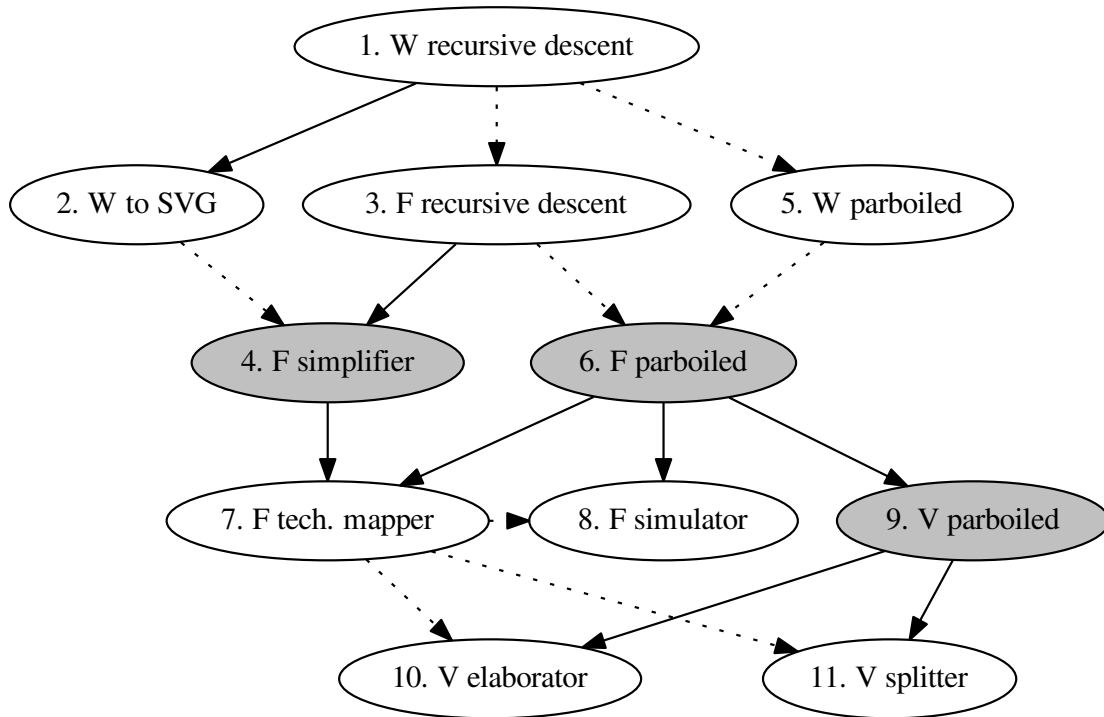 1. W recursive descent
2. W to SVG
3. F recursive descent
5. W parboiled
4. F simplifier
6. F parboiled
7. F tech. mapper
8. F simulator
9. V parboiled
10. V elaborator
11. V splitter